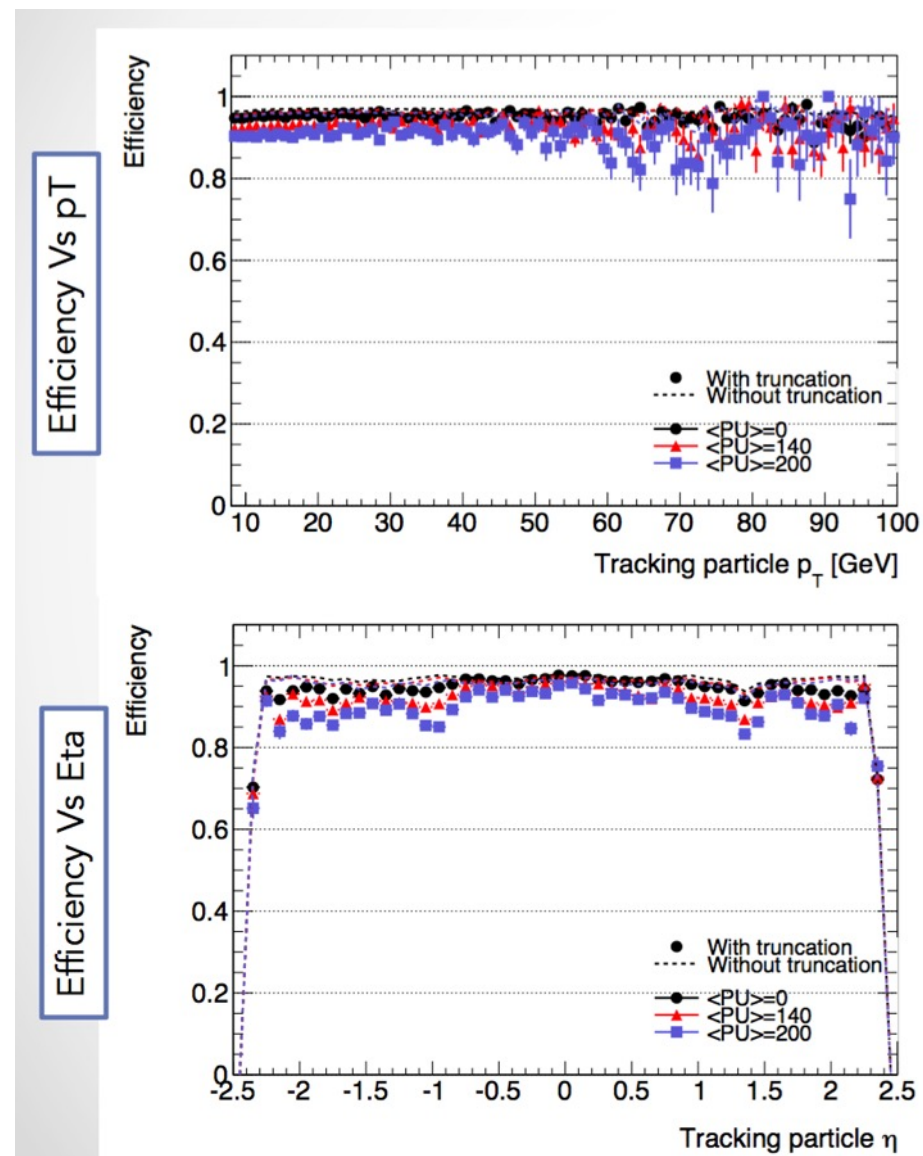 Efficiency Vs pT
Efficiency
1
0.8
0.6
0.4
0.2
0
With truncation
Without truncation
<PU>=0
<PU>=140
<PU>=200
10 20 30 40 50 60 70 80 90 100
Tracking particle p_T [GeV]
Efficiency Vs Eta
Efficiency
1
0.8
0.6
0.4
0.2
0
With truncation
Without truncation
<PU>=0
<PU>=140
<PU>=200
-2.5 -2 -1.5 -1 -0.5 0 0.5 1 1.5 2 2.5
Tracking particle η